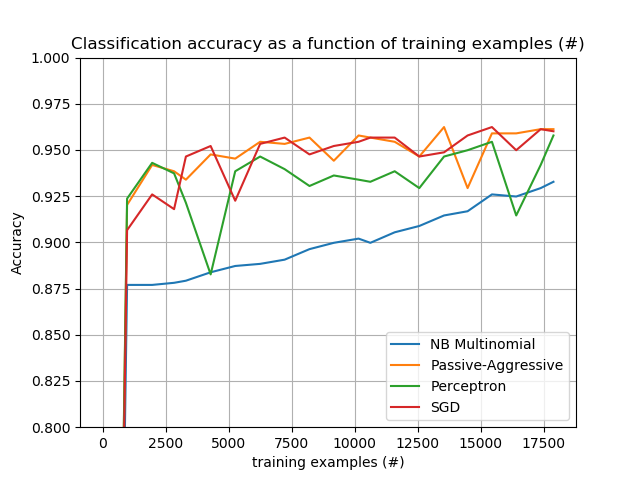 Classification accuracy as a function of training examples (#)
1.000
0.975
0.950
0.925
0.900
0.875
0.850
0.825
0.800
Accuracy
NB Multinomial
Passive-Aggressive
Perceptron
SGD
0 2500 5000 7500 10000 12500 15000 17500
training examples (#)